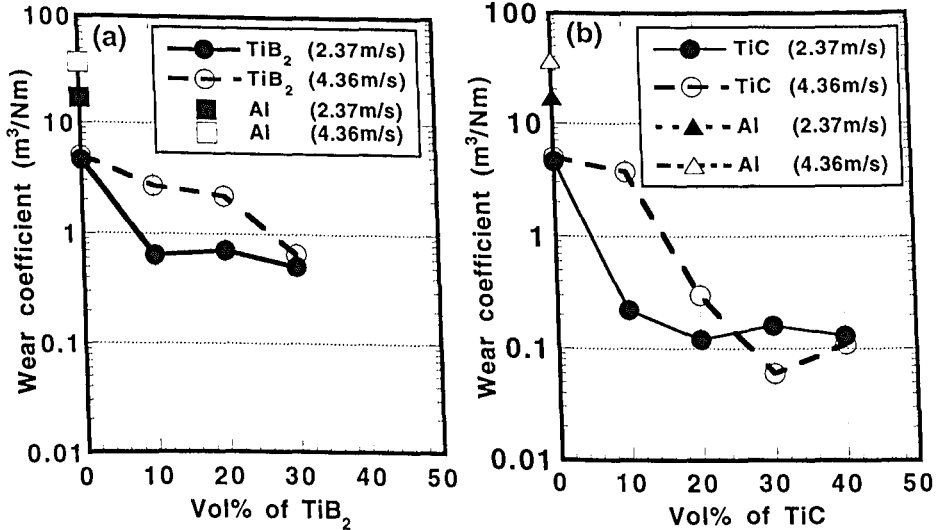 (a)
TiB2 (2.37m/s)
TiB2 (4.36m/s)
Al (2.37m/s)
Al (4.36m/s)
100
10
1
0.1
0.01
Wear coefficient (m3/Nm)
0 10 20 30 40 50
Vol% of TiB2
(b)
TiC (2.37m/s)
TiC (4.36m/s)
Al (2.37m/s)
Al (4.36m/s)
100
10
1
0.1
0.01
Wear coefficient (m3/Nm)
0 10 20 30 40 50
Vol% of TiC